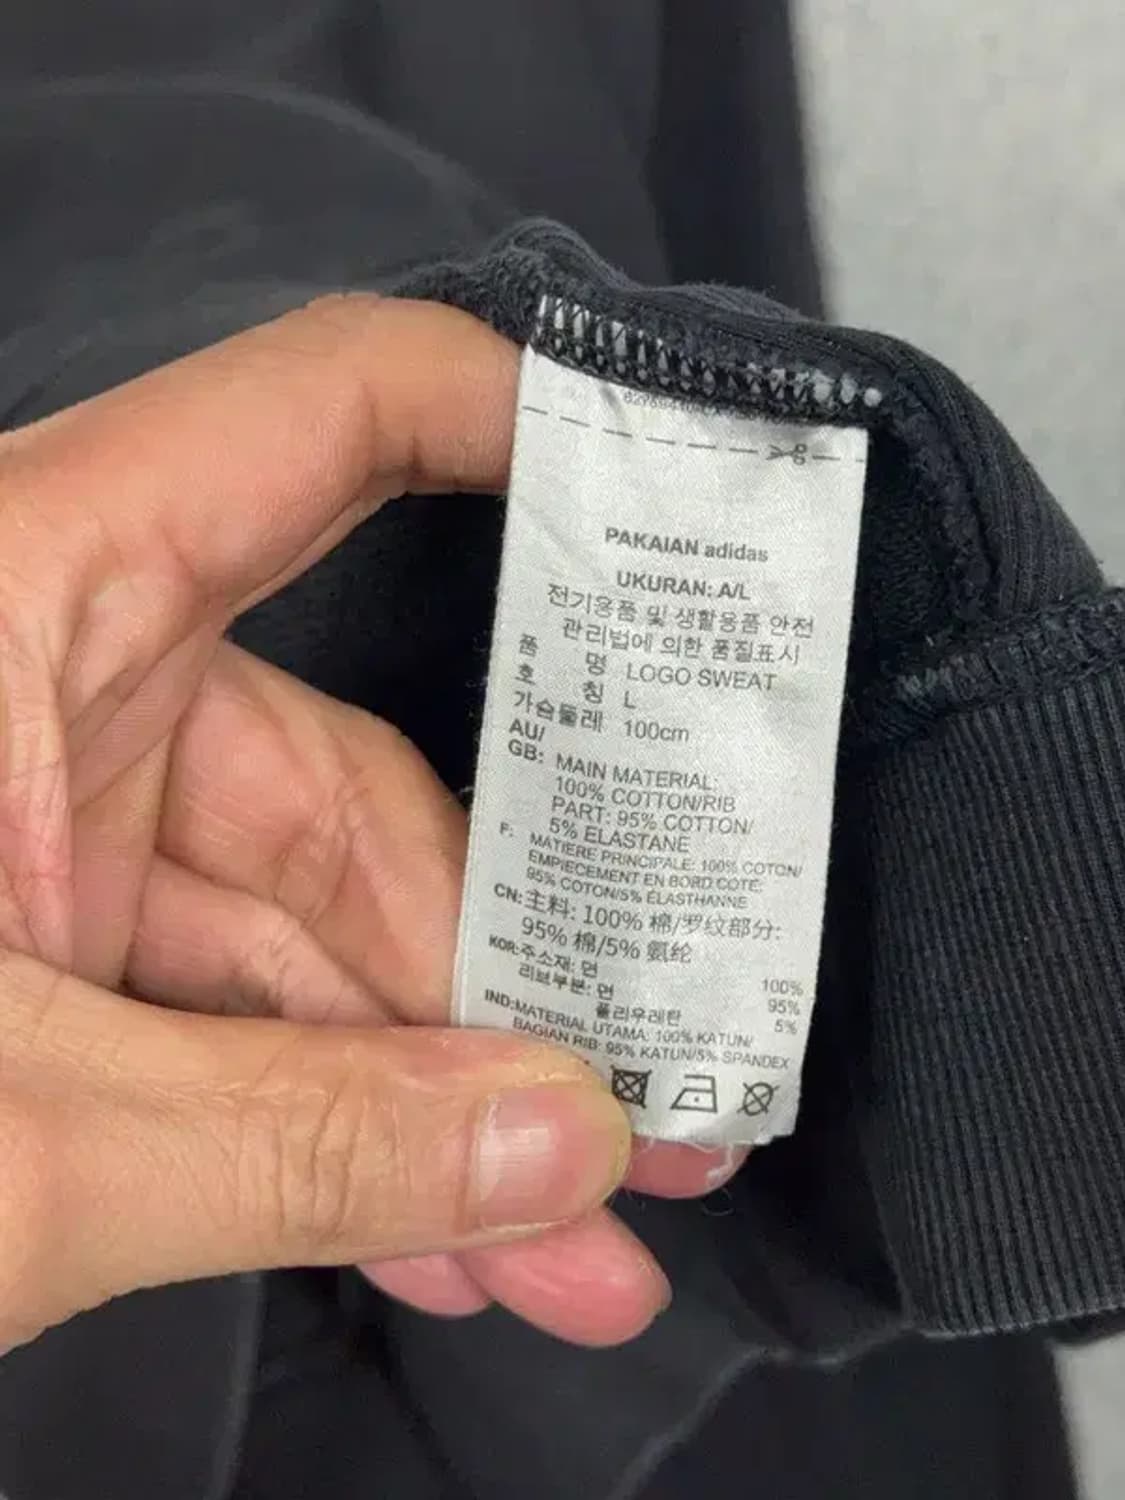 PAKAIAN adidas
UKURAN: A/L
전기용품 및 생활용품 안전
관리법에 의한 품질표시
품 명 LOGO SWEAT
호 칭 L
가슴둘레 100cm
AU/
GB: MAIN MATERIAL:
100% COTTON/RIB
PART: 95% COTTON/
5% ELASTANE
F: MATIERE PRINCIPALE: 100% COTON/
EMPIECEMENT EN BORD COTE:
95% COTON/5% ELASTHANNE
CN: 主料: 100% 棉/罗纹部分:
95% 棉/5% 氨纶
KOR: 주소재: 면 100%
리브부분: 면 95%
폴리우레탄 5%
IND: MATERIAL UTAMA: 100% KATUN/
BAGIAN RIB: 95% KATUN/5% SPANDEX